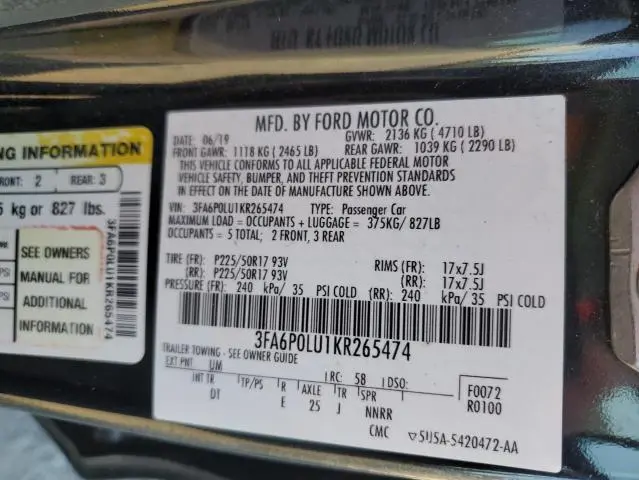 NG INFORMATION
FRONT: 2 REAR: 3
kg or 827 lbs.
SEE OWNERS
MANUAL FOR
ADDITIONAL
INFORMATION
3FA6P0LU1KR265474
MFD. BY FORD MOTOR CO.
DATE: 06/19 GVWR: 2136 KG ( 4710 LB)
FRONT GAWR: 1118 KG ( 2465 LB) REAR GAWR: 1039 KG ( 2290 LB)
THIS VEHICLE CONFORMS TO ALL APPLICABLE FEDERAL MOTOR
VEHICLE SAFETY, BUMPER, AND THEFT PREVENTION STANDARDS
IN EFFECT ON THE DATE OF MANUFACTURE SHOWN ABOVE.
VIN: 3FA6P0LU1KR265474 TYPE: Passenger Car
MAXIMUM LOAD = OCCUPANTS + LUGGAGE = 375KG/ 827LB
OCCUPANTS = 5 TOTAL; 2 FRONT, 3 REAR
TIRE (FR): P225/50R17 93V RIMS (FR): 17x7.5J
(RR): P225/50R17 93V (RR): 17x7.5J
PRESSURE (FR): 240 kPa/ 35 PSI COLD (RR): 240 kPa/ 35 PSI COLD
3FA6P0LU1KR265474
TRAILER TOWING - SEE OWNER GUIDE
EXT PNT UM RC: 58 DSO: F0072
INT TR TP/PS R AXLE TR SPR R0100
DT E 25 J NNRR
CMC 5U5A-5420472-AA